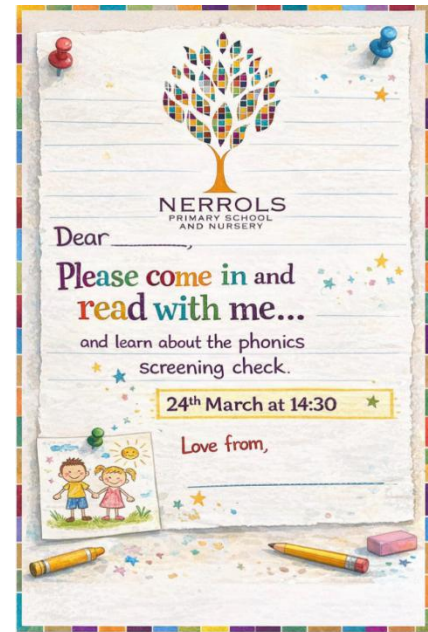 NERROLS
PRIMARY SCHOOL
AND NURSERY
Dear_______,
Please come in and
read with me...
and learn about the phonics
screening check.
24th March at 14:30
Love from,